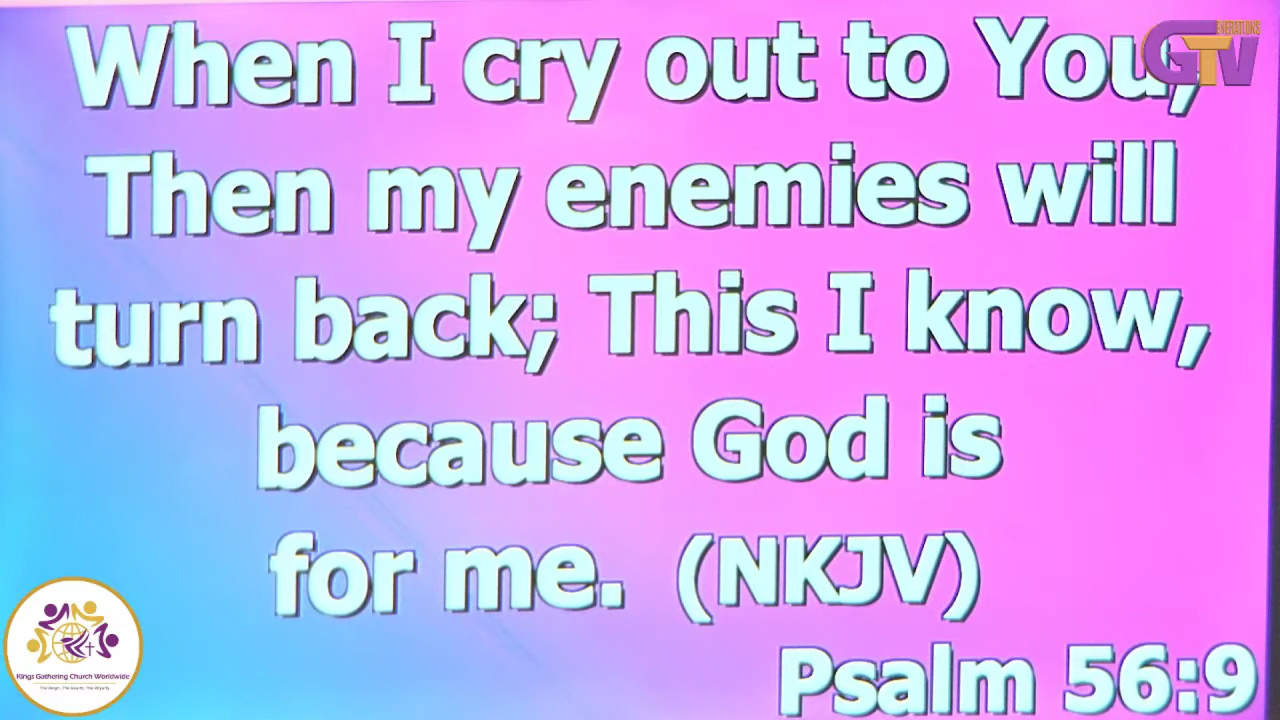 When I cry out to You,
Then my enemies will
turn back; This I know,
because God is
for me. (NKJV)
Psalm 56:9
GENERATIONS
GTV
Kings Gathering Church Worldwide